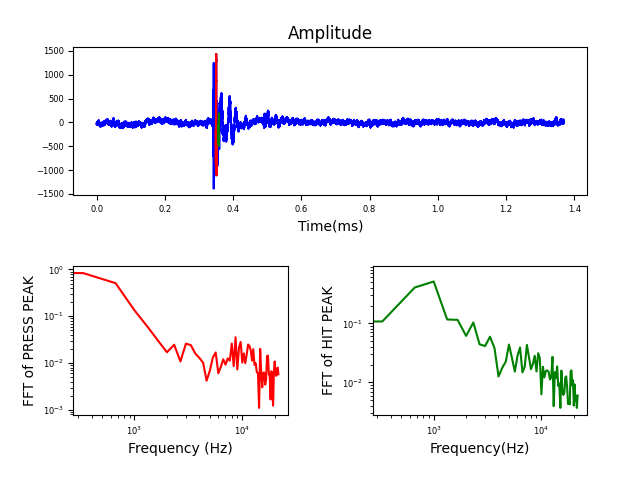 Amplitude
1500
1000
500
0
−500
−1000
−1500
0.0 0.2 0.4 0.6 0.8 1.0 1.2 1.4
Time(ms)
FFT of PRESS PEAK
10⁰
10⁻¹
10⁻²
10⁻³
10³ 10⁴
Frequency (Hz)
FFT of HIT PEAK
10⁻¹
10⁻²
10³ 10⁴
Frequency(Hz)